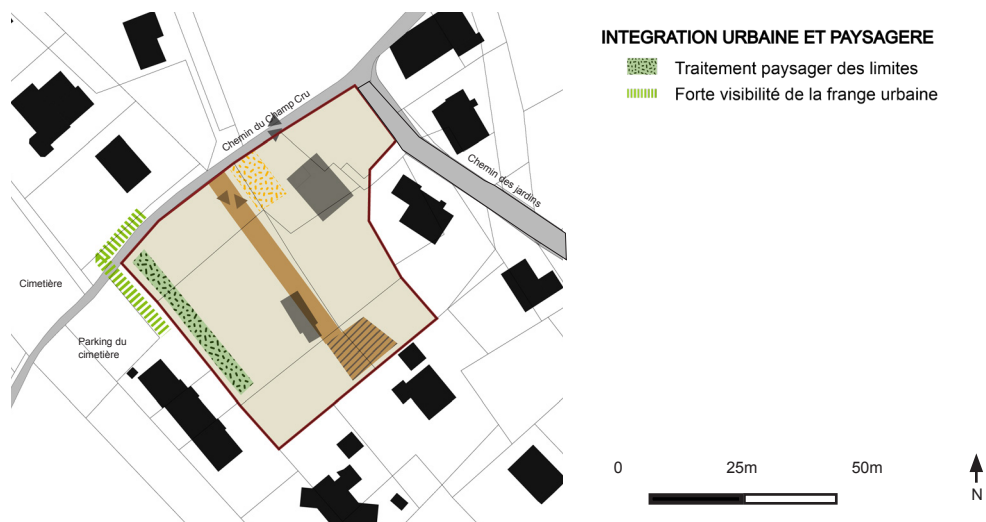 INTEGRATION URBAINE ET PAYSAGERE
Traitement paysager des limites
Forte visibilité de la frange urbaine
Chemin du Champ Cru
Chemin des jardins
Cimetière
Parking du
cimetière
0 25m 50m
N